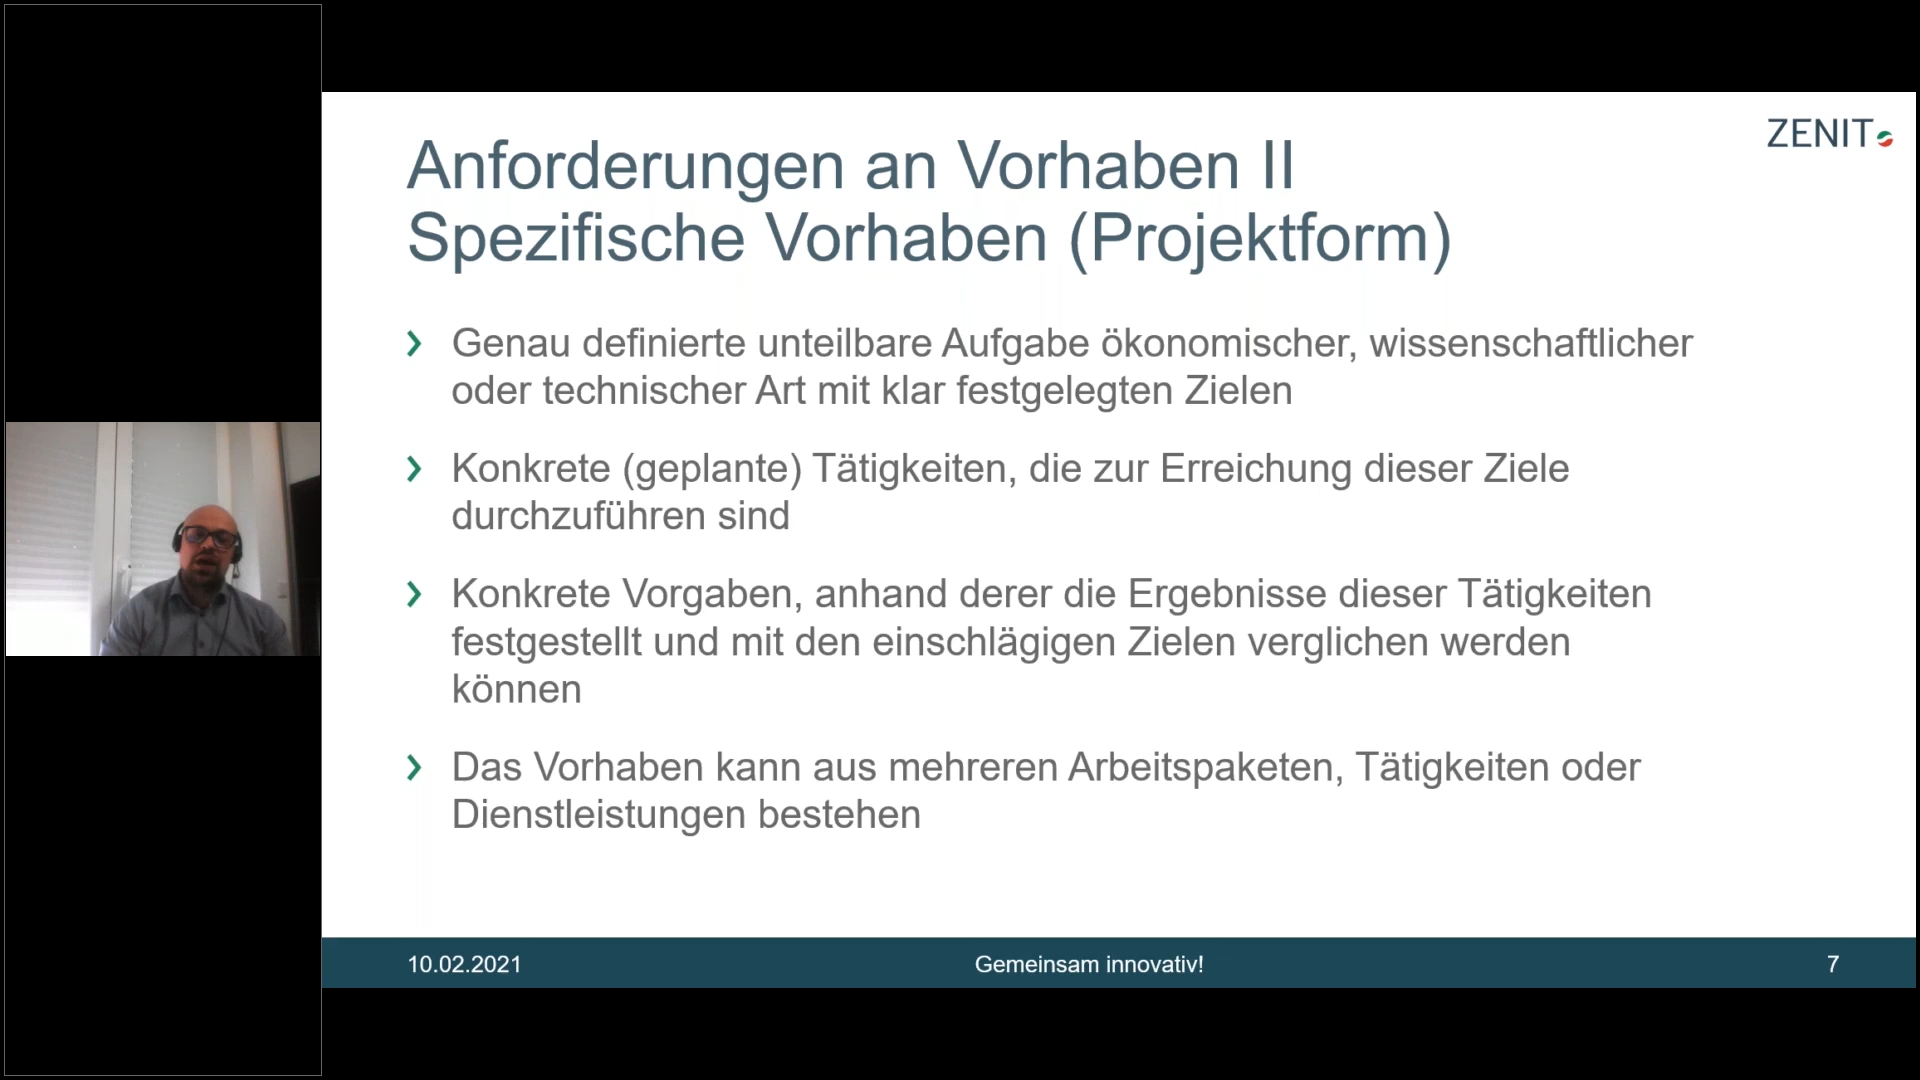 ZENIT
Anforderungen an Vorhaben II
Spezifische Vorhaben (Projektform)
Genau definierte unteilbare Aufgabe ökonomischer, wissenschaftlicher
oder technischer Art mit klar festgelegten Zielen
Konkrete (geplante) Tätigkeiten, die zur Erreichung dieser Ziele
durchzuführen sind
Konkrete Vorgaben, anhand derer die Ergebnisse dieser Tätigkeiten
festgestellt und mit den einschlägigen Zielen verglichen werden
können
Das Vorhaben kann aus mehreren Arbeitspaketen, Tätigkeiten oder
Dienstleistungen bestehen
10.02.2021
Gemeinsam innovativ!
7